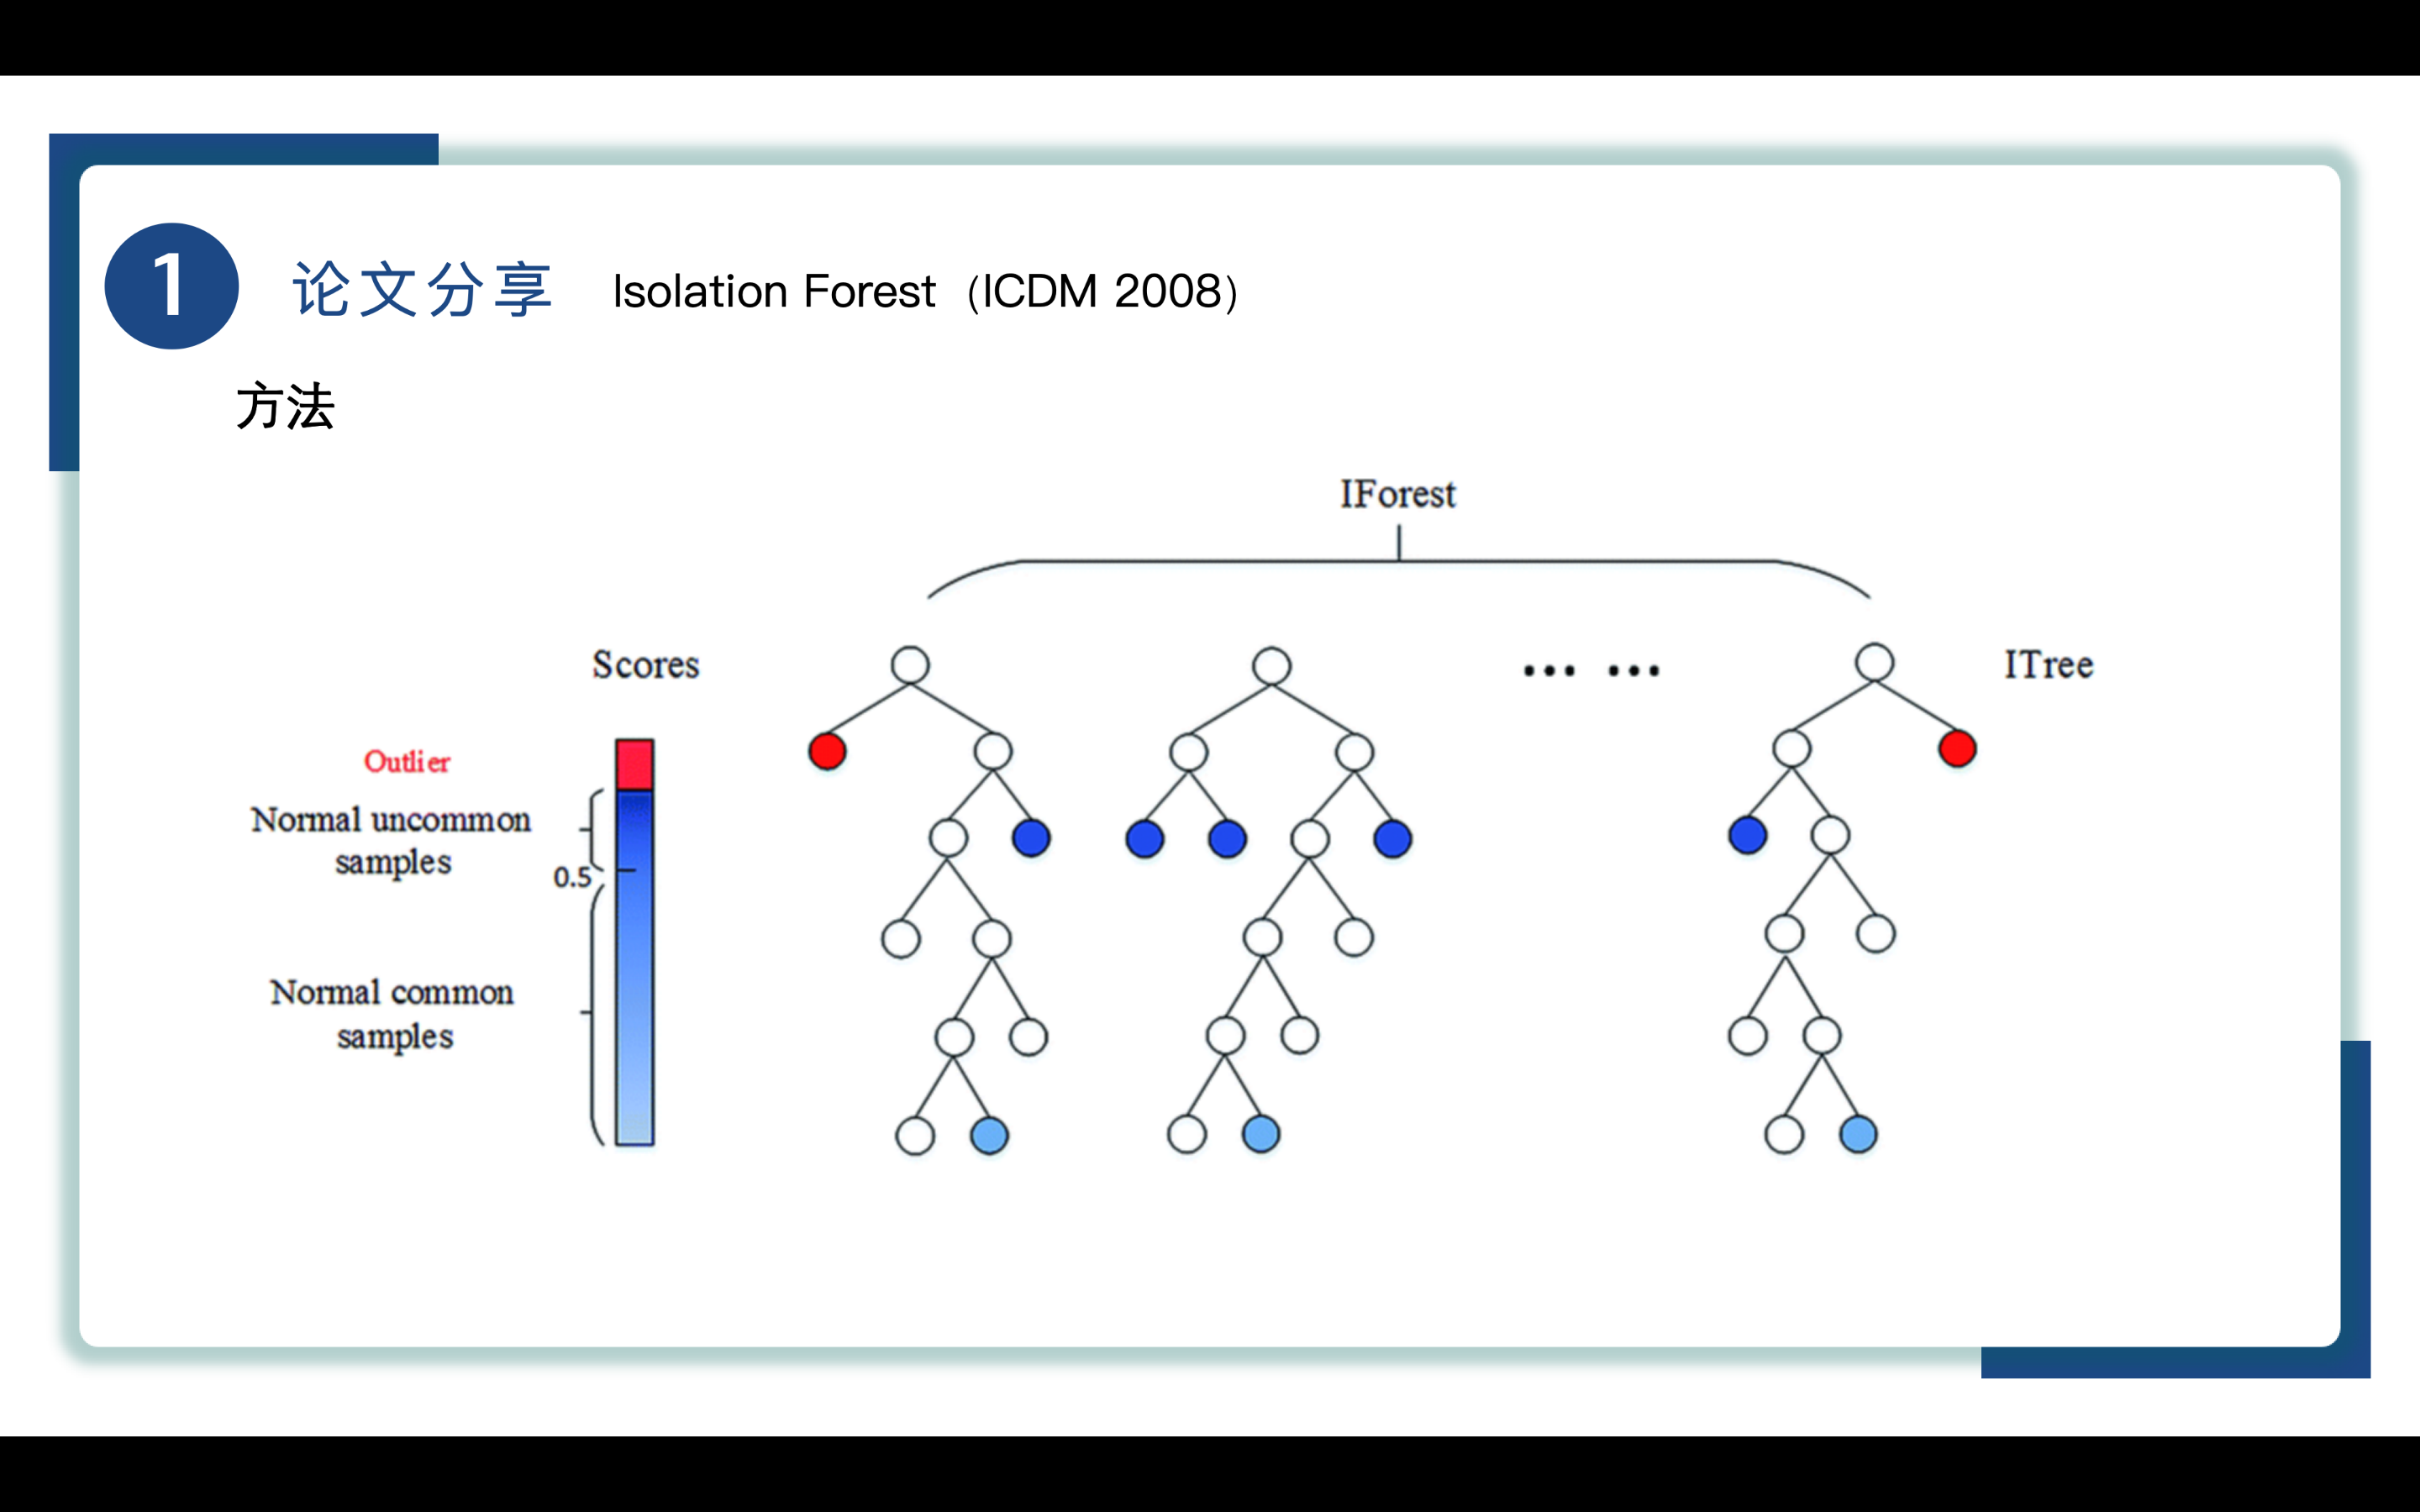 1
论文分享 Isolation Forest（ICDM 2008）
方法
IForest
Scores
... ...
ITree
Outlier
Normal uncommon
samples
0.5
Normal common
samples